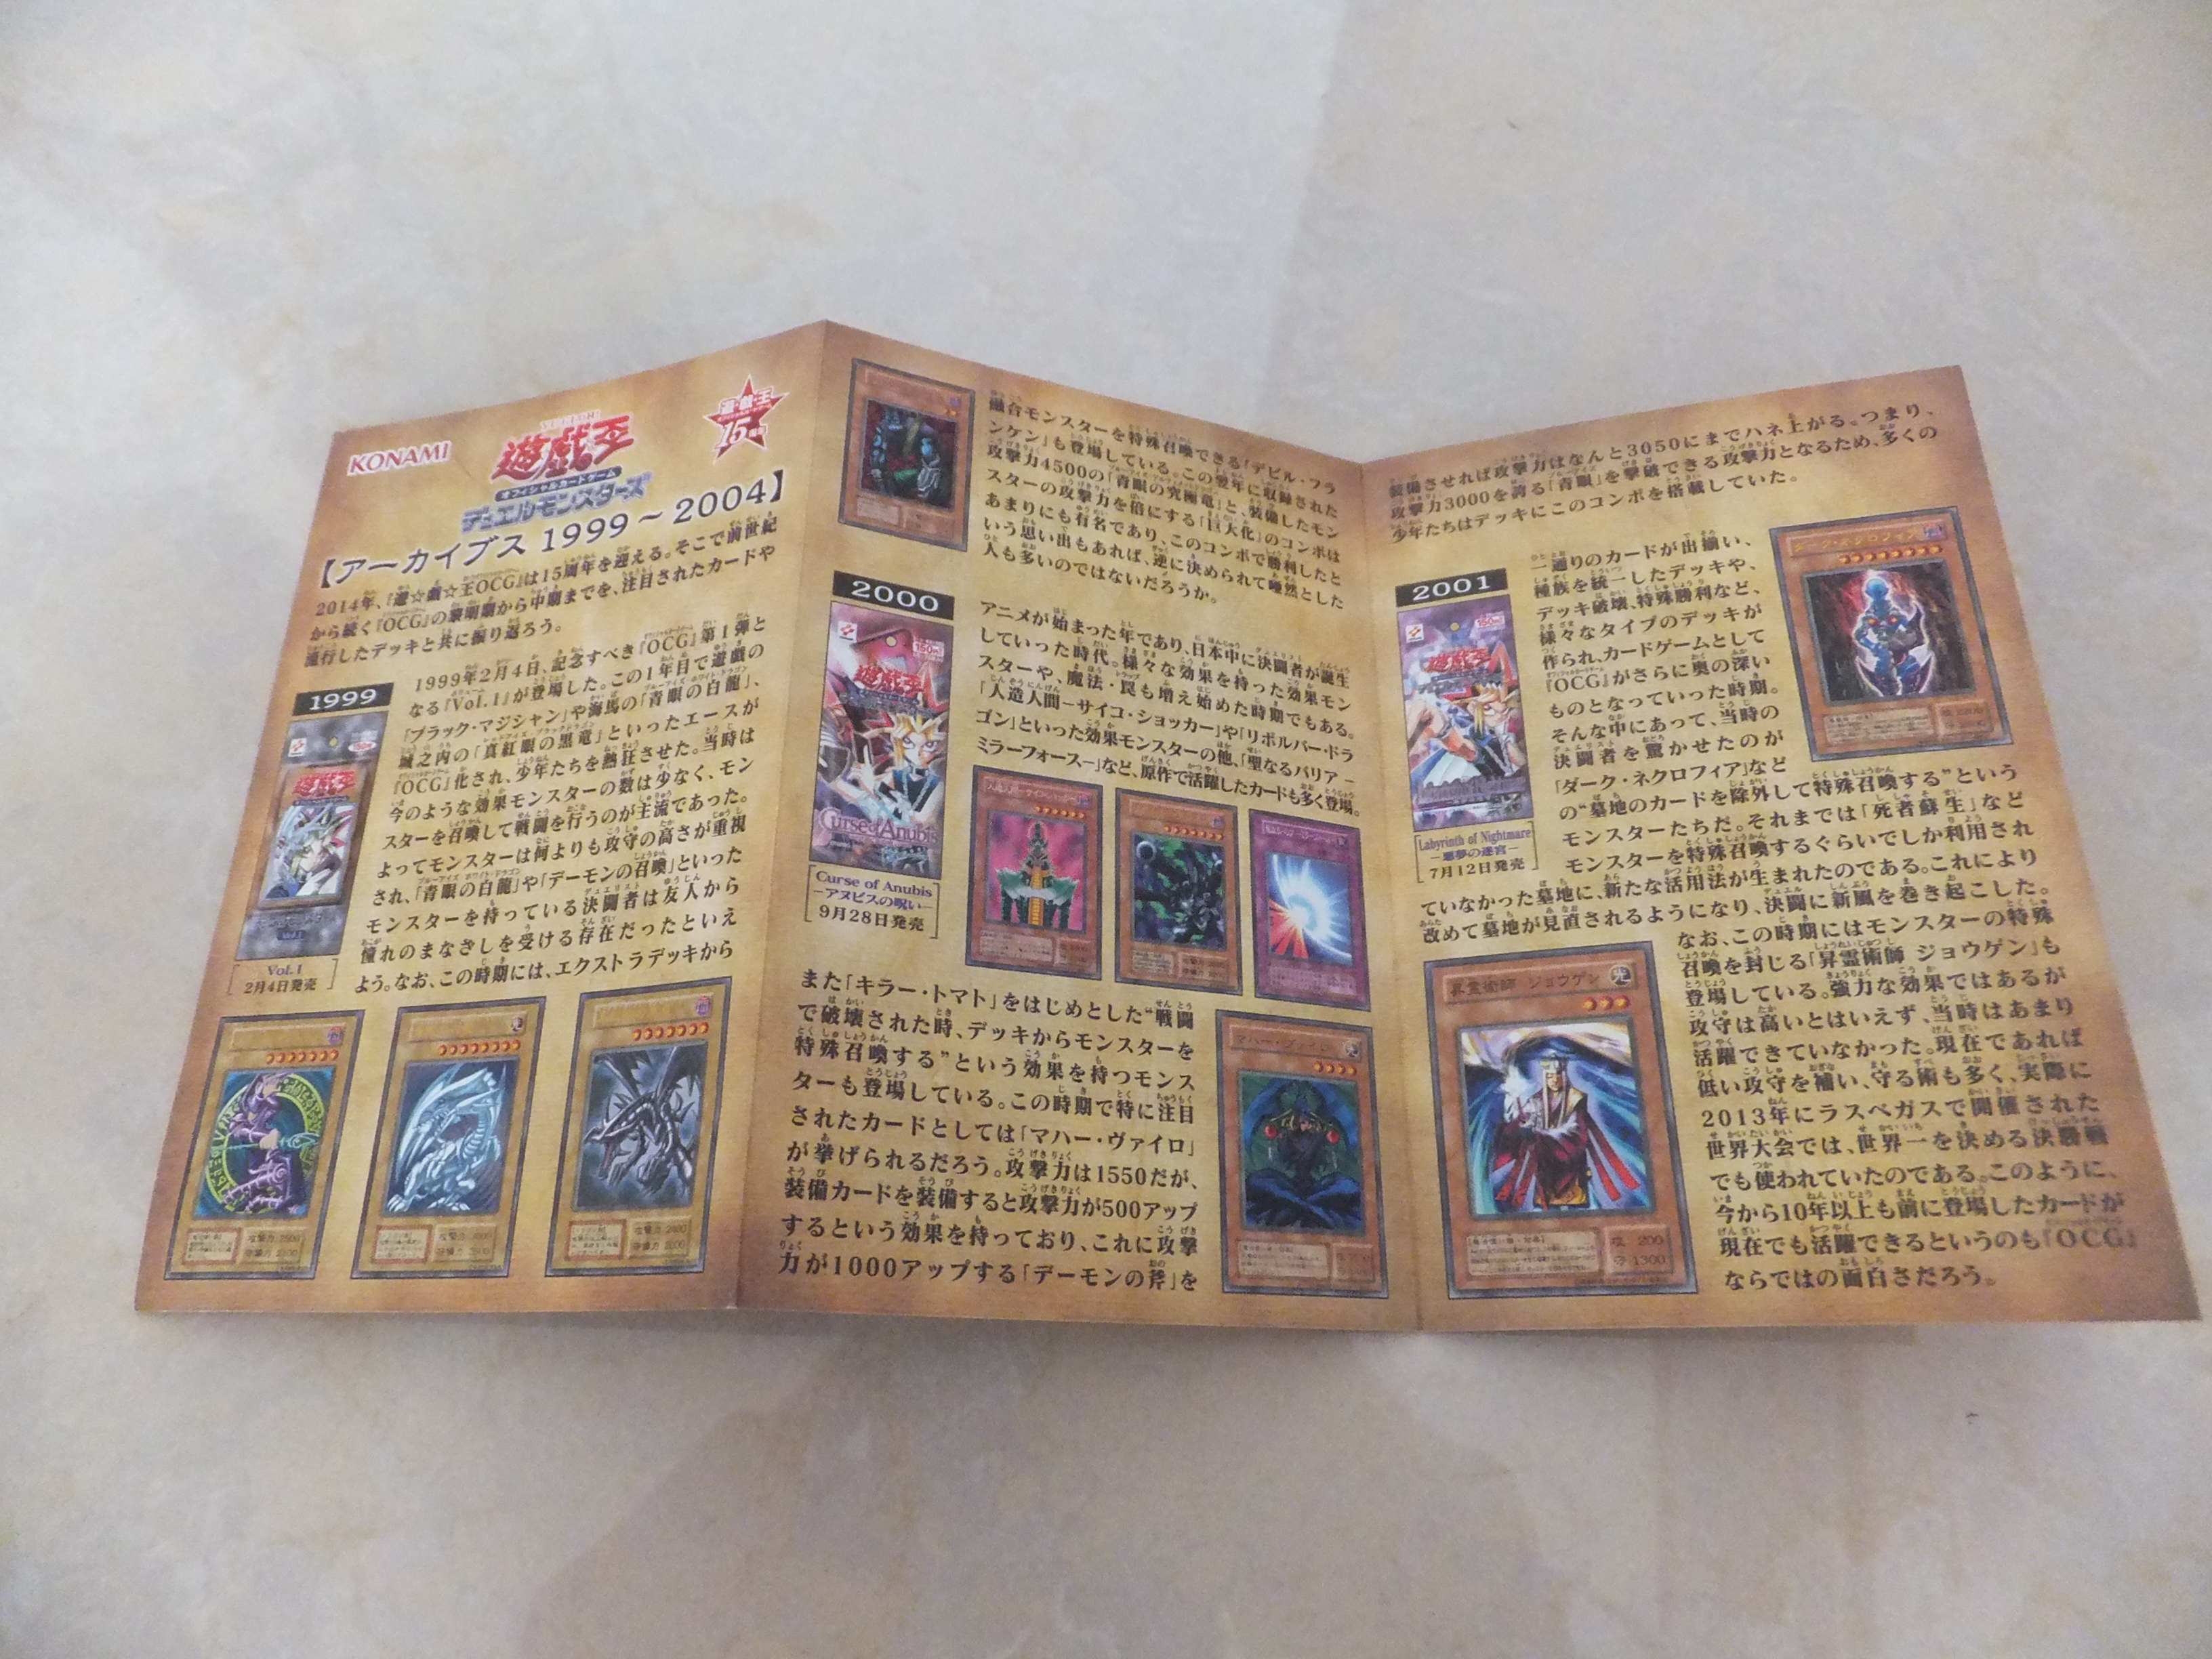 KONAMI
遊戯王
オフィシャルカードゲーム
デュエルモンスターズ
遊戯王
15周年
【アーカイブス 1999～2004】
2014年、『遊☆戯☆王OCG』は15周年を迎える。そこで前世紀
から続く『OCG』の黎明期から中期までを、注目されたカードや
流行したデッキと共に振り返ろう。
1999
1999年2月4日、記念すべき『OCG』第1弾と
なる「Vol.1」が登場した。この1年目で遊戯の
「ブラック・マジシャン」や海馬の「青眼の白龍」、
城之内の「真紅眼の黒竜」といったエースが
『OCG』化され、少年たちを熱狂させた。当時は
今のような効果モンスターの数は少なく、モン
スターを召喚して戦闘を行うのが主流であった。
よってモンスターは何よりも攻守の高さが重視
され、「青眼の白龍」や「デーモンの召喚」といった
モンスターを持っている決闘者は友人から
憧れのまなざしを受ける存在だったといえ
よう。なお、この時期には、エクストラデッキから
Vol.1
2月4日発売
融合モンスターを特殊召喚できる「デビル・フラ
ンケン」も登場している。この翌年に収録された
攻撃力4500の「青眼の究極竜」と、装備したモン
スターの攻撃力を倍にする「巨大化」のコンボは
あまりにも有名であり、このコンボで勝利したと
いう思い出もあれば、逆に決められて唖然とした
人も多いのではないだろうか。
2000
アニメが始まった年であり、日本中に決闘者が誕生
していった時代。様々な効果を持った効果モン
スターや、魔法・罠も増え始めた時期でもある。
「人造人間－サイコ・ショッカー」や「リボルバー・ドラ
ゴン」といった効果モンスターの他、「聖なるバリア－
ミラーフォース－」など、原作で活躍したカードも多く登場。
遊戯王
Curse of Anubis
Curse of Anubis
－アヌビスの呪い－
9月28日発売
また「キラー・トマト」をはじめとした“戦闘
で破壊された時、デッキからモンスターを
特殊召喚する”という効果を持つモンス
ターも登場している。この時期で特に注目
されたカードとしては「マハー・ヴァイロ」
が挙げられるだろう。攻撃力は1550だが、
装備カードを装備すると攻撃力が500アップ
するという効果を持っており、これに攻撃
力が1000アップする「デーモンの斧」を
マハー・ヴァイロ
装備させれば攻撃力はなんと3050にまでハネ上がる。つまり、
攻撃力3000を誇る「青眼」を撃破できる攻撃力となるため、多くの
少年たちはデッキにこのコンボを搭載していた。
2001
一通りのカードが出揃い、
種族を統一したデッキや、
デッキ破壊、特殊勝利など、
様々なタイプのデッキが
作られ、カードゲームとして
『OCG』がさらに奥の深い
ものとなっていった時期。
そんな中にあって、当時の
決闘者を驚かせたのが
「ダーク・ネクロフィア」など
の“墓地のカードを除外して特殊召喚する”という
モンスターたちだ。それまでは「死者蘇生」など
モンスターを特殊召喚するぐらいでしか利用され
ていなかった墓地に、新たな活用法が生まれたのである。これにより
改めて墓地が見直されるようになり、決闘に新風を巻き起こした。
Labyrinth of Nightmare
－悪夢の迷宮－
7月12日発売
ダーク・ネクロフィア
なお、この時期にはモンスターの特殊
召喚を封じる「昇霊術師 ジョウゲン」も
登場している。強力な効果ではあるが
攻守は高いとはいえず、当時はあまり
活躍できていなかった。現在であれば
低い攻守を補い、守る術も多く、実際に
2013年にラスベガスで開催された
世界大会では、世界一を決める決勝戦
でも使われていたのである。このように、
今から10年以上も前に登場したカードが
現在でも活躍できるというのも『OCG』
ならではの面白さだろう。
昇霊術師 ジョウゲン
攻 200
守 1300